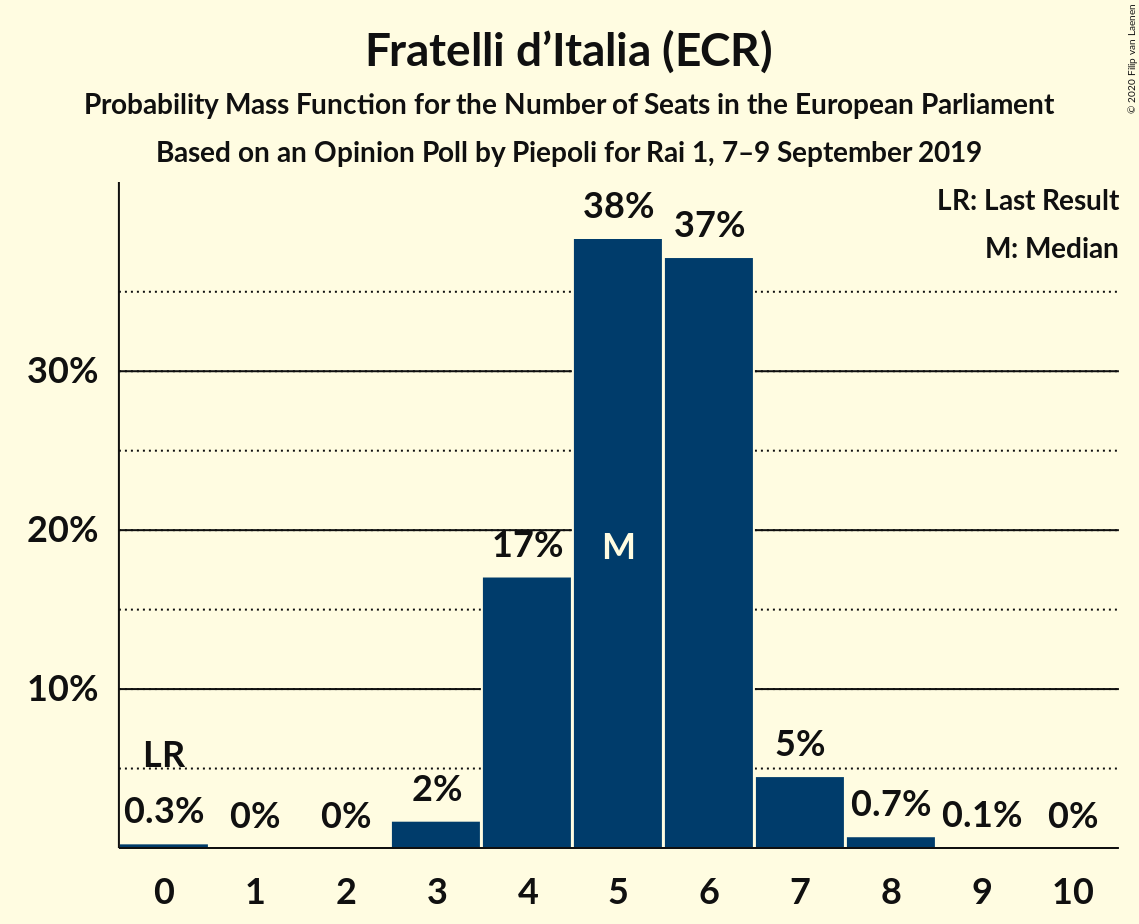 Fratelli d’Italia (ECR)
Probability Mass Function for the Number of Seats in the European Parliament
Based on an Opinion Poll by Piepoli for Rai 1, 7–9 September 2019
© 2020 Filip van Laenen
LR: Last Result
M: Median
38%
37%
30%
20%
17%
M
10%
LR
5%
2%
0.3%
0%
0%
0.7%
0.1%
0%
0 1 2 3 4 5 6 7 8 9 10